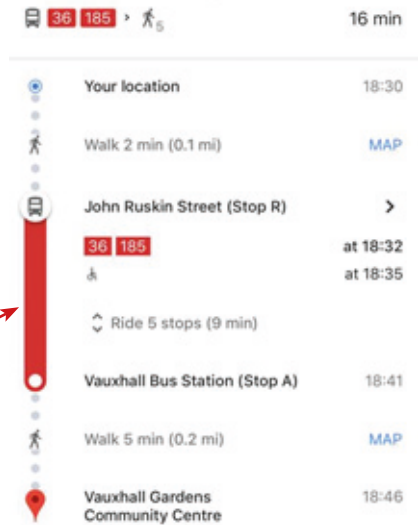 36 185 > 5 16 min
Your location 18:30
Walk 2 min (0.1 mi) MAP
John Ruskin Street (Stop R) >
36 185 at 18:32
at 18:35
Ride 5 stops (9 min)
Vauxhall Bus Station (Stop A) 18:41
Walk 5 min (0.2 mi) MAP
Vauxhall Gardens 18:46
Community Centre